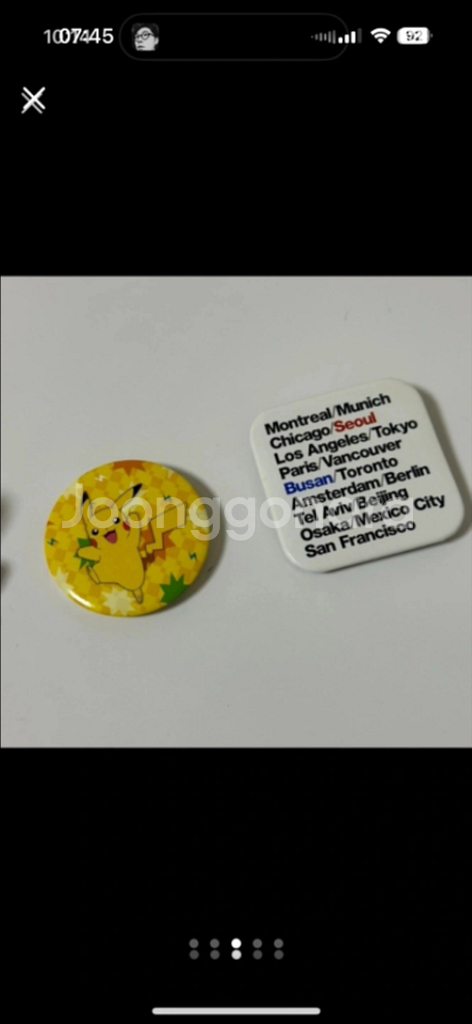 92
Montreal/Munich
Chicago/Seoul
Los Angeles/Tokyo
Paris/Vancouver
Busan/Toronto
Amsterdam/Berlin
Tel Aviv/Beijing
Osaka/Mexico City
San Francisco